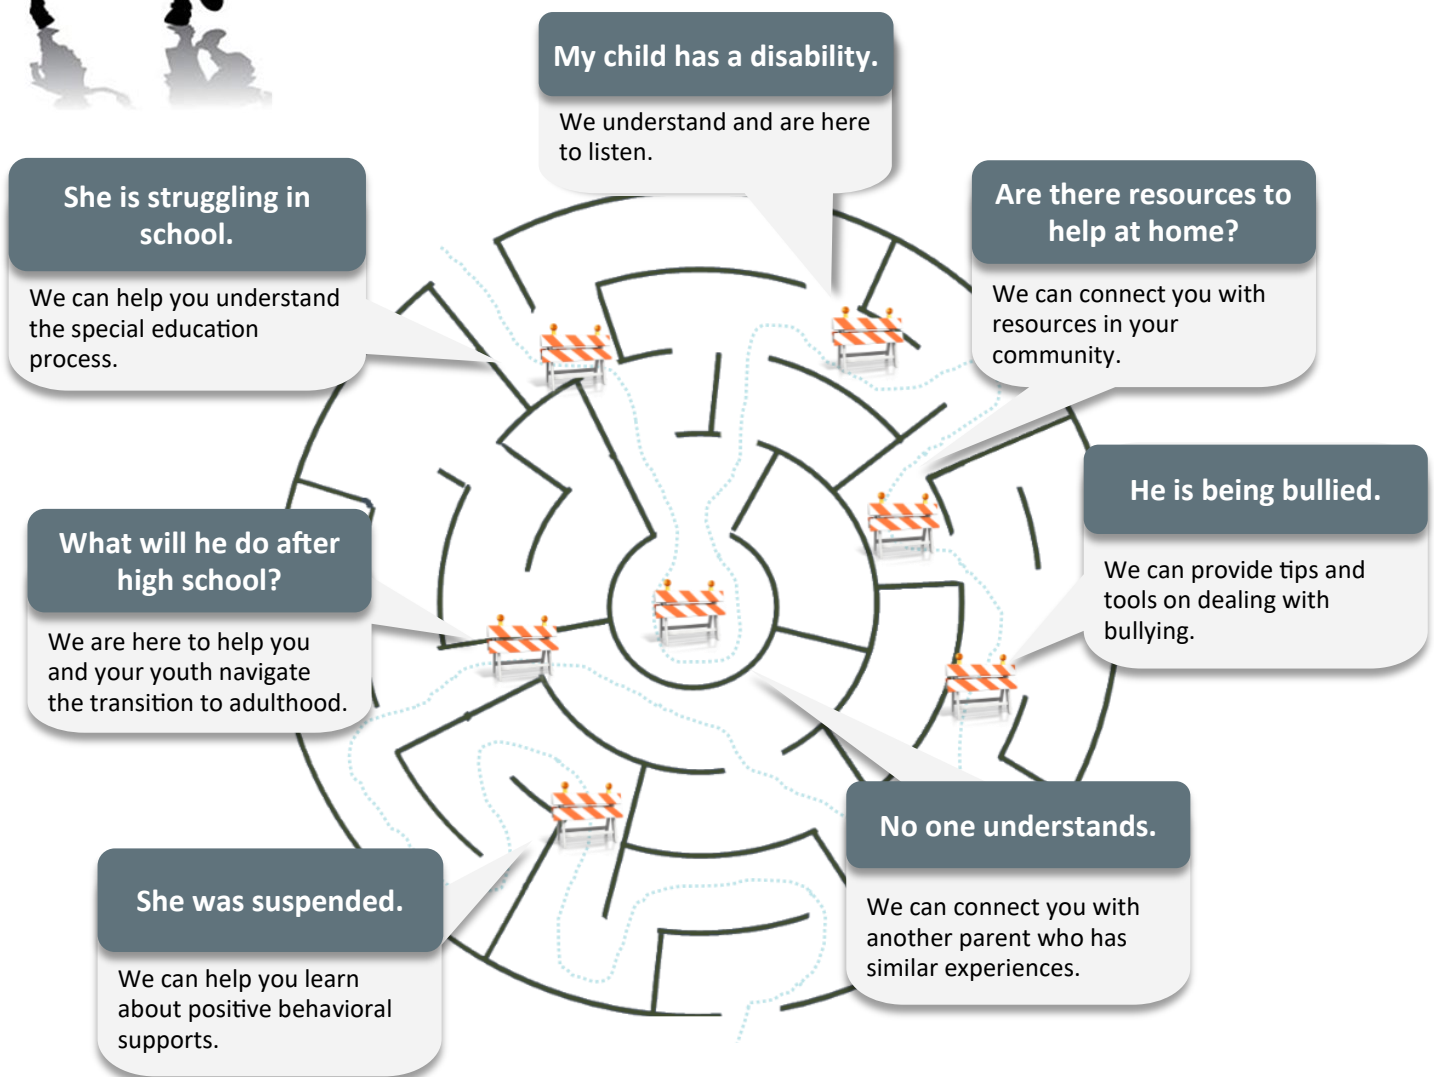 My child has a disability.
We understand and are here
to listen.
She is struggling in
school.
We can help you understand
the special education
process.
Are there resources to
help at home?
We can connect you with
resources in your
community.
He is being bullied.
We can provide tips and
tools on dealing with
bullying.
What will he do after
high school?
We are here to help you
and your youth navigate
the transition to adulthood.
No one understands.
We can connect you with
another parent who has
similar experiences.
She was suspended.
We can help you learn
about positive behavioral
supports.